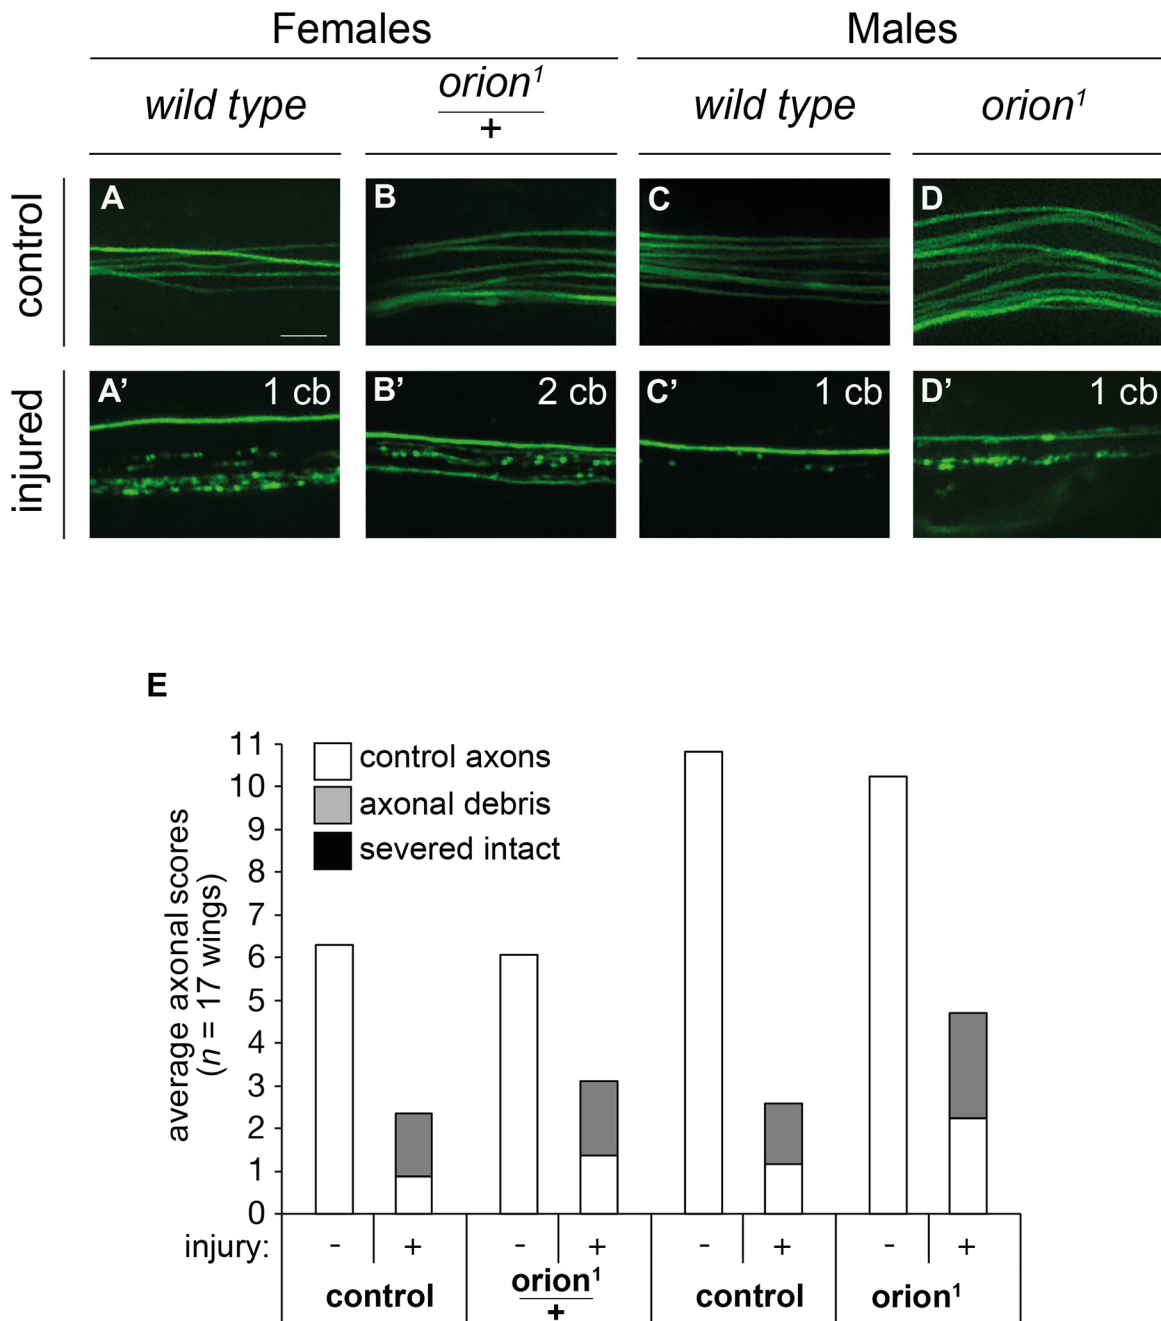 Females Males
wild type orion¹ wild type orion¹
+
control
A B C D
injured
A' 1 cb B' 2 cb C' 1 cb D' 1 cb
E
average axonal scores
(n = 17 wings)
11
10
9
8
7
6
5
4
3
2
1
0
control axons
axonal debris
severed intact
injury: - + - + - + - +
control orion¹ control orion¹
+